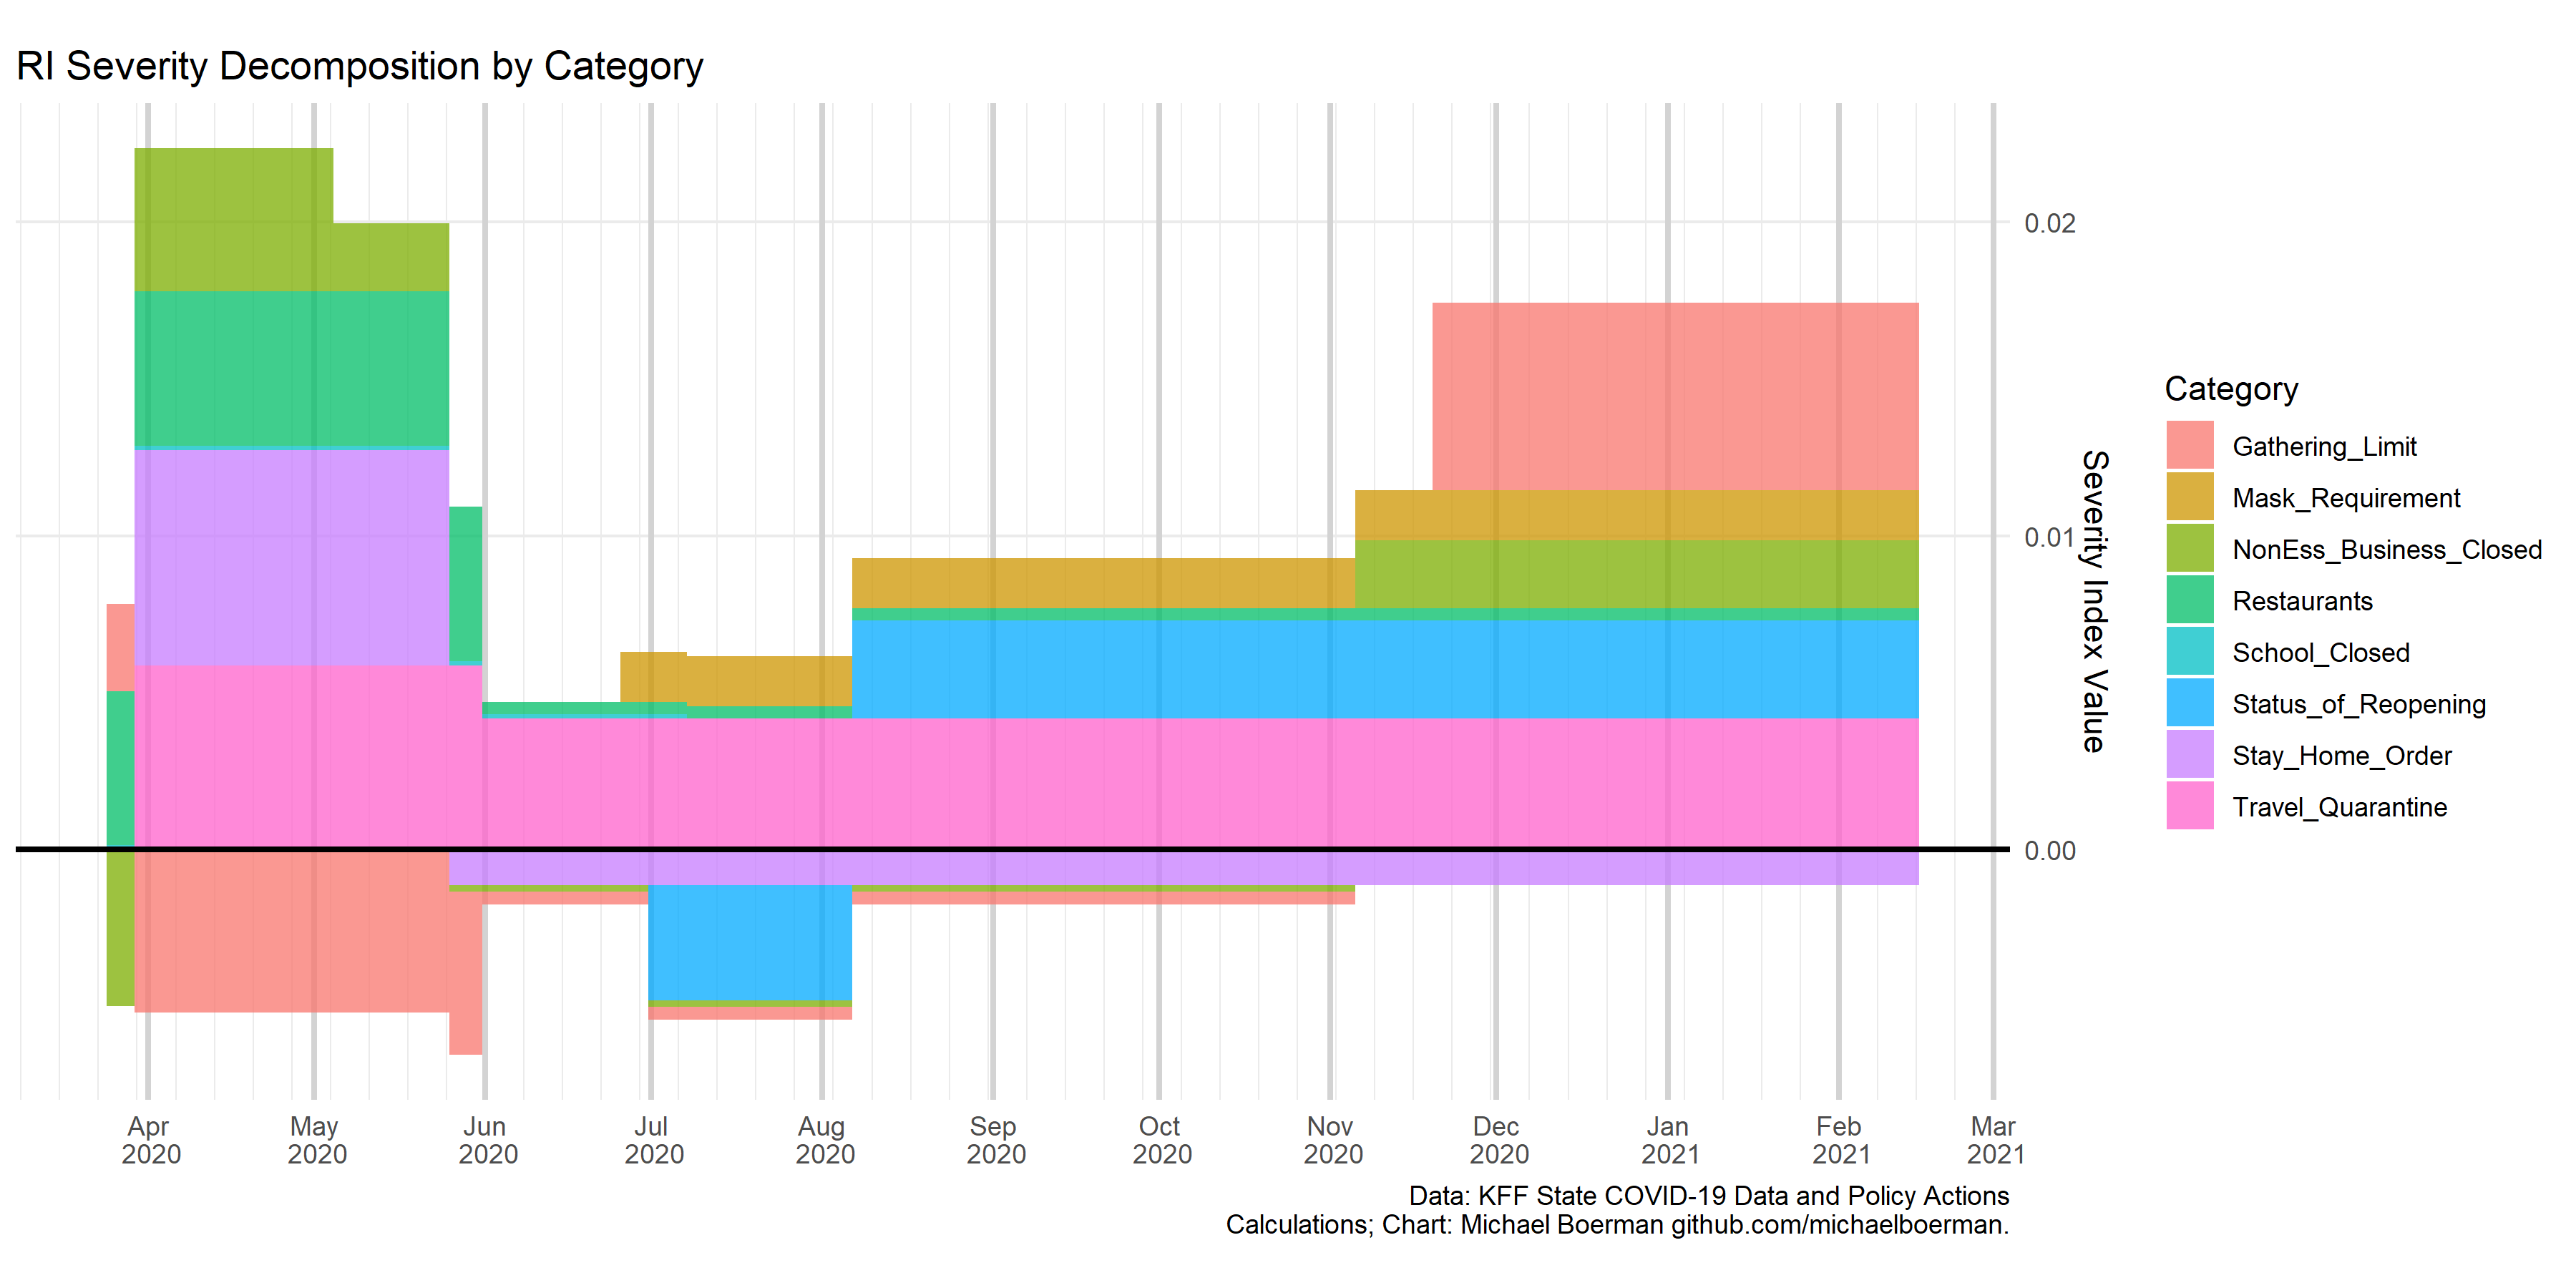 RI Severity Decomposition by Category
0.02
0.01
0.00
Severity Index Value
Category
Gathering_Limit
Mask_Requirement
NonEss_Business_Closed
Restaurants
School_Closed
Status_of_Reopening
Stay_Home_Order
Travel_Quarantine
Apr
2020
May
2020
Jun
2020
Jul
2020
Aug
2020
Sep
2020
Oct
2020
Nov
2020
Dec
2020
Jan
2021
Feb
2021
Mar
2021
Data: KFF State COVID-19 Data and Policy Actions
Calculations; Chart: Michael Boerman github.com/michaelboerman.